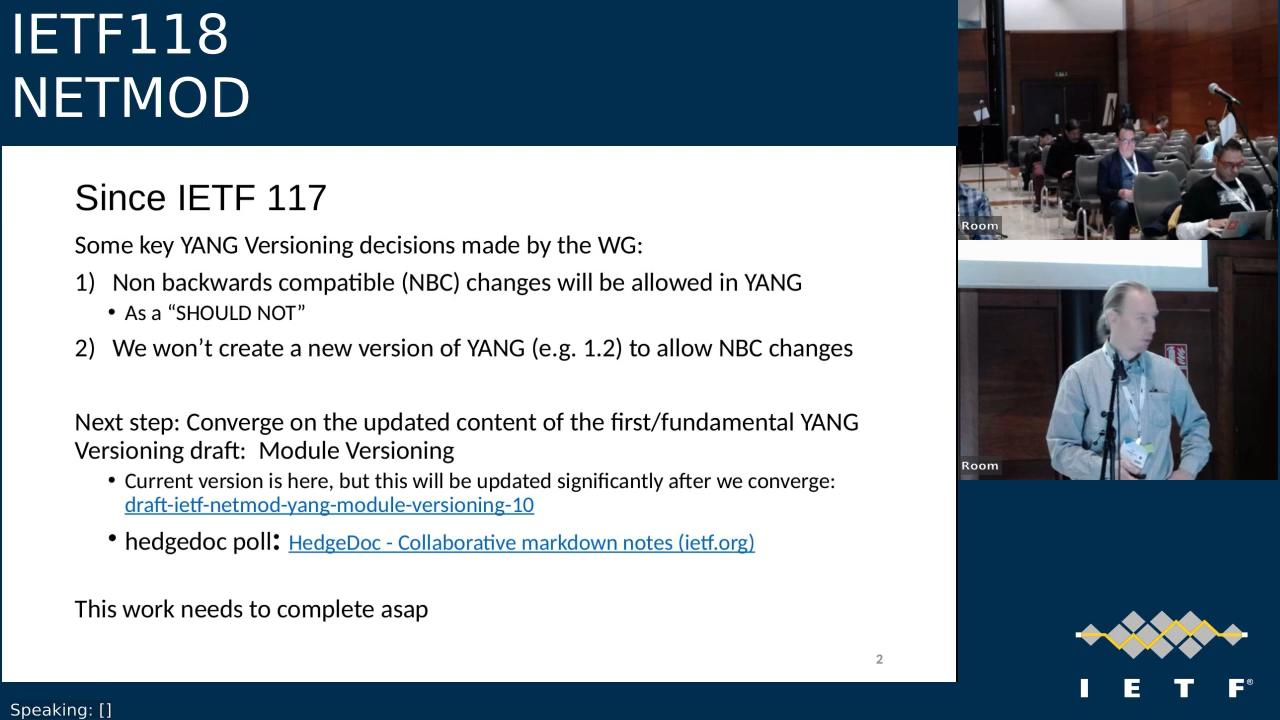 IETF118
NETMOD
Since IETF 117
Some key YANG Versioning decisions made by the WG:
1) Non backwards compatible (NBC) changes will be allowed in YANG
• As a “SHOULD NOT”
2) We won’t create a new version of YANG (e.g. 1.2) to allow NBC changes
Next step: Converge on the updated content of the first/fundamental YANG
Versioning draft: Module Versioning
• Current version is here, but this will be updated significantly after we converge:
draft-ietf-netmod-yang-module-versioning-10
• hedgedoc poll: HedgeDoc - Collaborative markdown notes (ietf.org)
This work needs to complete asap
2
Room
Room
I E T F®
Speaking: []